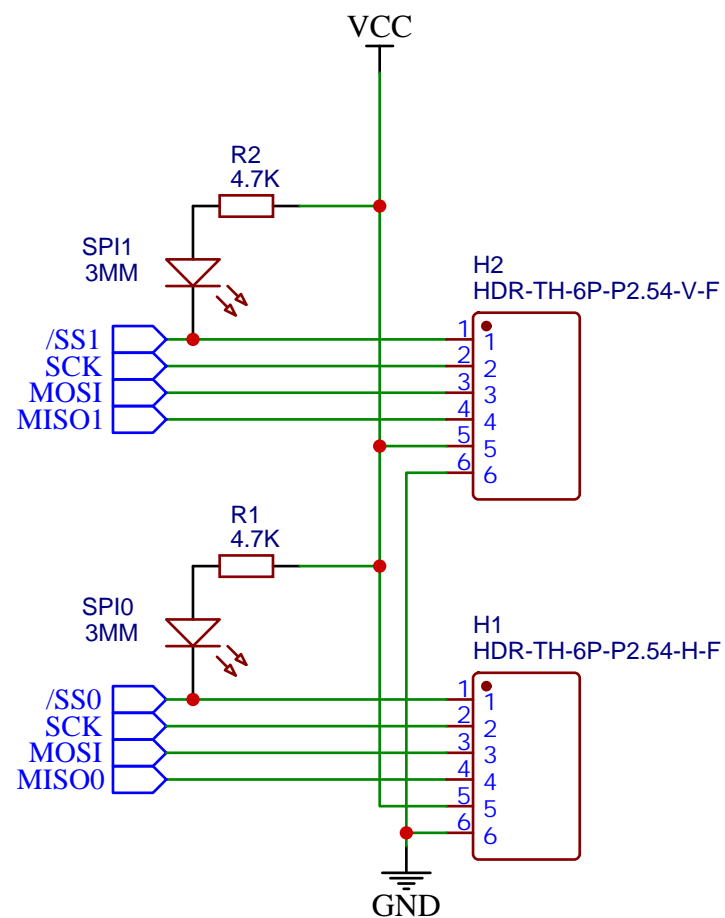 VCC
R2
4.7K
SPI1
3MM
H2
HDR-TH-6P-P2.54-V-F
/SS1 1 1
SCK 2 2
MOSI 3 3
MISO1 4 4
5 5
6 6
R1
4.7K
SPI0
3MM
H1
HDR-TH-6P-P2.54-H-F
/SS0 1 1
SCK 2 2
MOSI 3 3
MISO0 4 4
5 5
6 6
GND